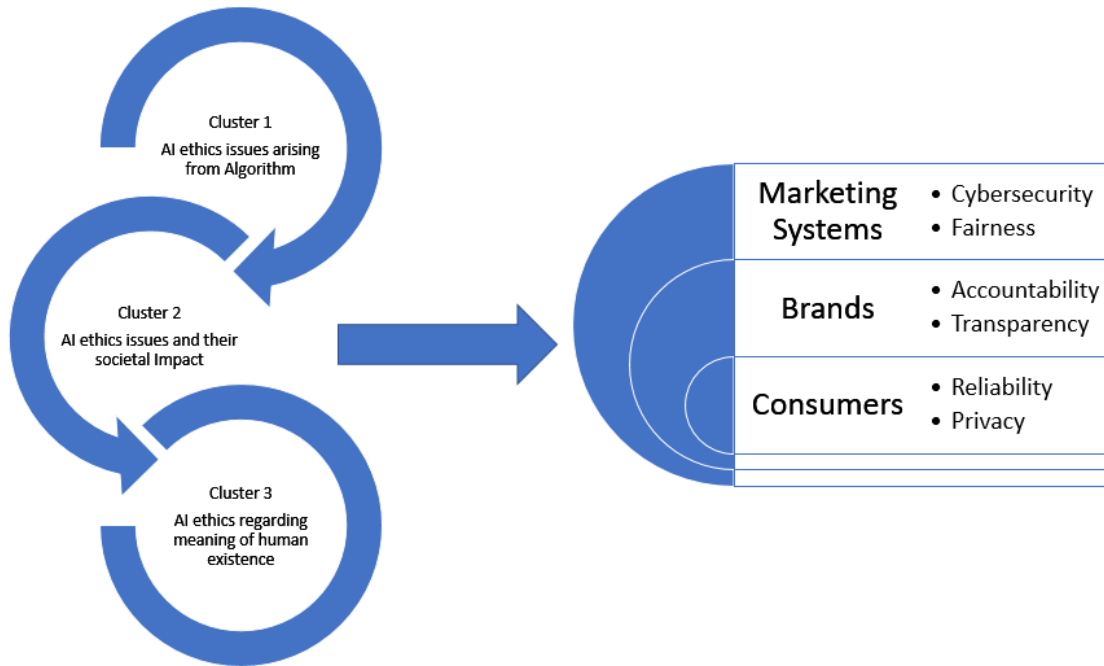 Cluster 1
AI ethics issues arising
from Algorithm
Cluster 2
AI ethics issues and their
societal Impact
Cluster 3
AI ethics regarding
meaning of human
existence
Marketing
Systems
• Cybersecurity
• Fairness
Brands
• Accountability
• Transparency
Consumers
• Reliability
• Privacy